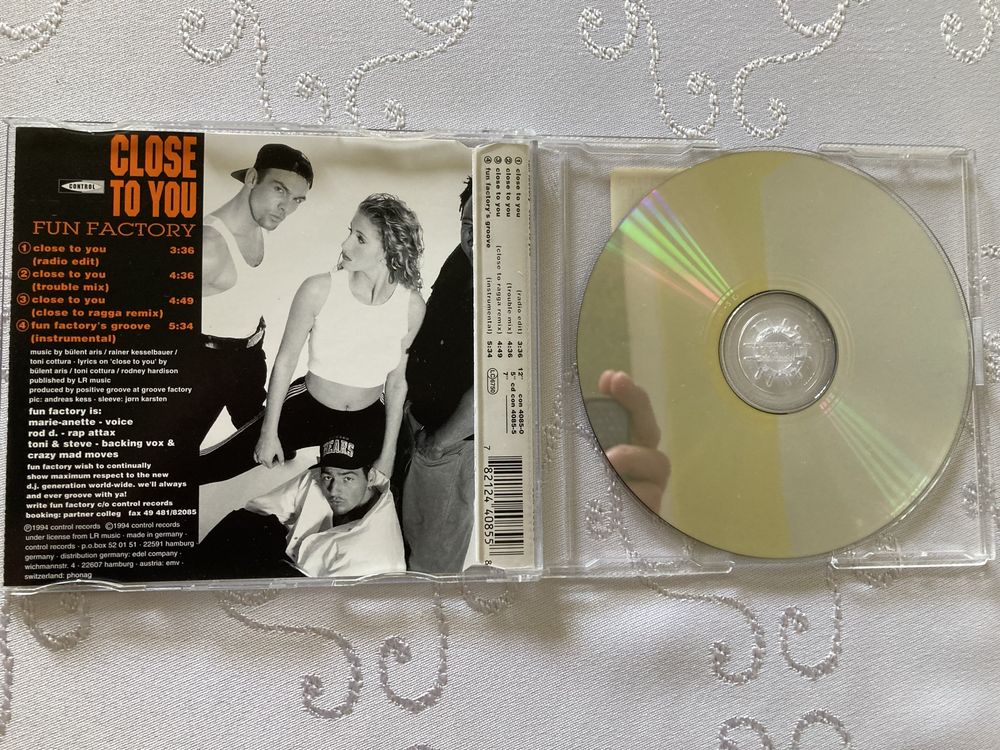 CLOSE
TO YOU
CONTROL
FUN FACTORY
1 close to you 3:36
(radio edit)
2 close to you 4:36
(trouble mix)
3 close to you 4:49
(close to ragga remix)
4 fun factory's groove 5:34
(instrumental)
music by bülent aris / rainer kesselbauer /
toni cottura · lyrics on 'close to you' by
bülent aris / toni cottura / rodney hardison
published by LR music
produced by positive groove at groove factory
pic: andreas kess · sleeve: jørn karsten
fun factory is:
marie-anette - voice
rod d. - rap attax
toni & steve - backing vox &
crazy mad moves
fun factory wish to continually
show maximum respect to the new
d.j. generation world-wide. we'll always
and ever groove with ya!
write fun factory c/o control records
booking: partner colleg fax 49 481/82085
℗1994 control records ©1994 control records
under license from LR music · made in germany ·
control records · p.o.box 52 01 51 · 22591 hamburg
germany · distribution germany: edel company ·
wichmannstr. 4 · 22607 hamburg · austria: emv ·
switzerland: phonag
1 close to you (radio edit) 3:36
2 close to you (trouble mix) 4:36
3 close to you (close to ragga remix) 4:49
4 fun factory's groove (instrumental) 5:34
12" con 4085-0
5" cd con 4085-5
7"
7 82124 40855 8